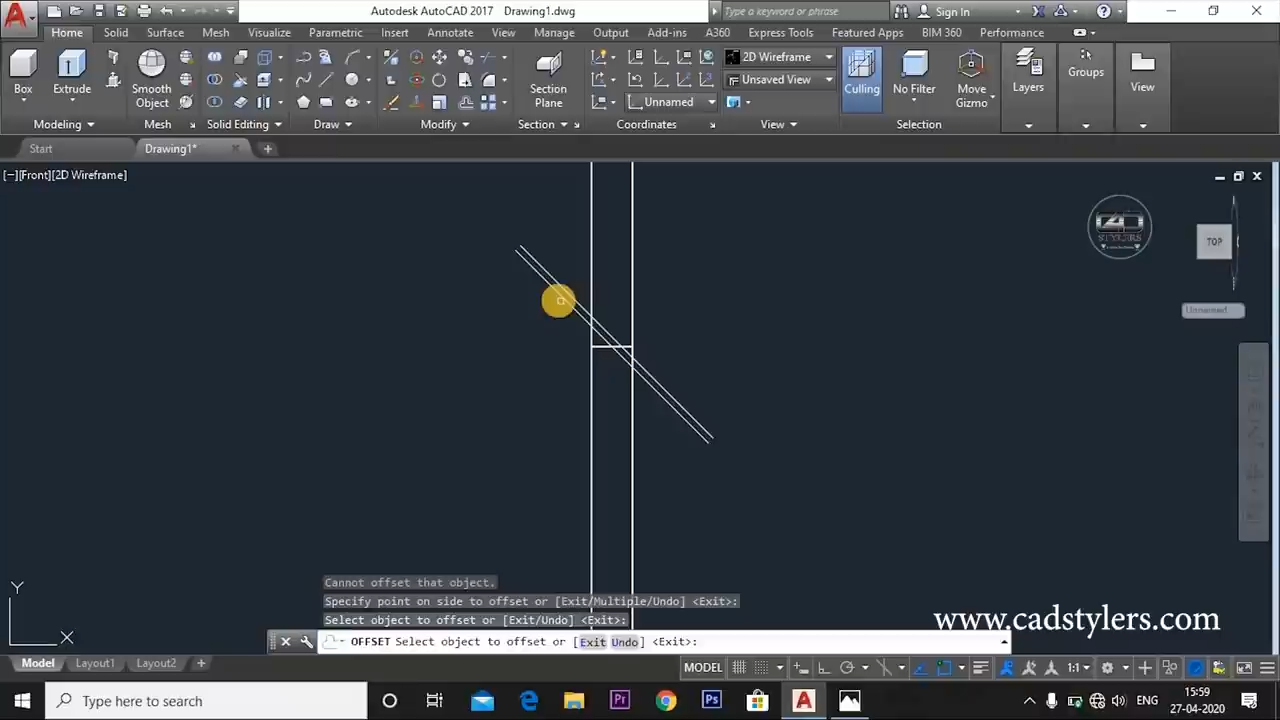 Autodesk AutoCAD 2017 Drawing1.dwg
Type a keyword or phrase
Sign In
Home Solid Surface Mesh Visualize Parametric Insert Annotate View Manage Output Add-ins A360 Express Tools Featured Apps BIM 360 Performance
2D Wireframe
Unsaved View
Unnamed
Box Extrude Smooth Object Section Plane Culling No Filter Move Gizmo Layers Groups View
Modeling Mesh Solid Editing Draw Modify Section Coordinates View Selection
Start Drawing1*
[−][Front][2D Wireframe]
STYLERS
TOP
Unnamed
Y
X
Cannot offset that object.
Specify point on side to offset or [Exit/Multiple/Undo] <Exit>:
Select object to offset or [Exit/Undo] <Exit>:
OFFSET Select object to offset or [Exit Undo] <Exit>:
www.cadstylers.com
Model Layout1 Layout2
MODEL 1:1
Type here to search
Pr Ps
ENG
15:59
27-04-2020